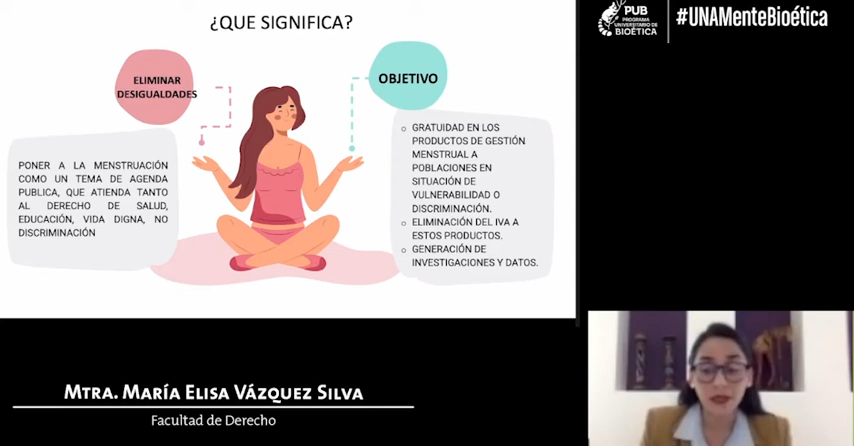 ¿QUE SIGNIFICA?
ELIMINAR
DESIGUALDADES
OBJETIVO
PONER A LA MENSTRUACIÓN
COMO UN TEMA DE AGENDA
PUBLICA, QUE ATIENDA TANTO
AL DERECHO DE SALUD,
EDUCACIÓN, VIDA DIGNA, NO
DISCRIMINACIÓN
GRATUIDAD EN LOS
PRODUCTOS DE GESTIÓN
MENSTRUAL A
POBLACIONES EN
SITUACIÓN DE
VULNERABILIDAD O
DISCRIMINACIÓN.
ELIMINACIÓN DEL IVA A
ESTOS PRODUCTOS.
GENERACIÓN DE
INVESTIGACIONES Y DATOS.
PUB
PROGRAMA
UNIVERSITARIO DE
BIOÉTICA
#UNAMenteBioética
Mtra. María Elisa Vázquez Silva
Facultad de Derecho